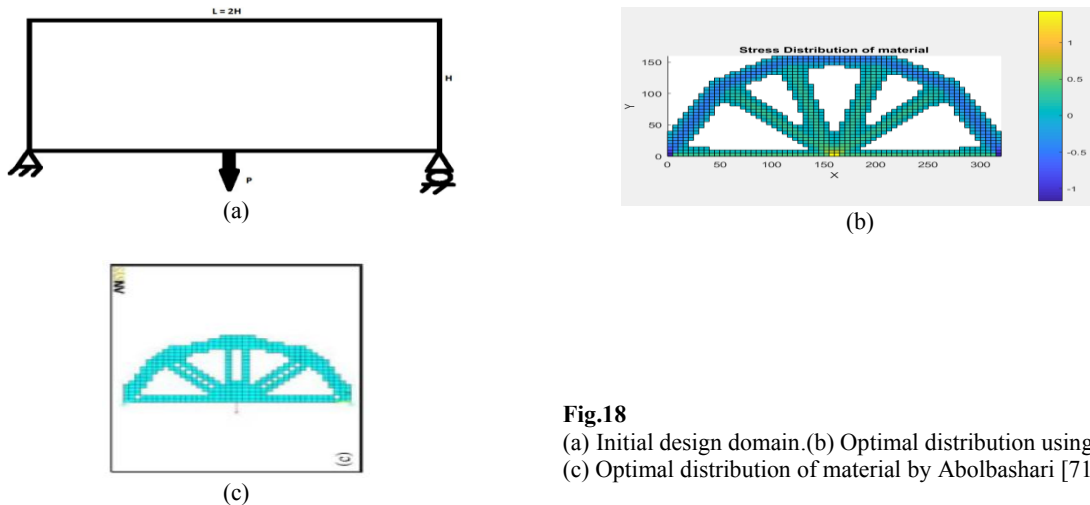 L = 2H
H
P
(a)
Stress Distribution of material
150
100
50
0
Y
0 50 100 150 200 250 300
X
1
0.5
0
-0.5
-1
(b)
(c)
(c)
Fig.18
(a) Initial design domain.(b) Optimal distribution using
(c) Optimal distribution of material by Abolbashari [71